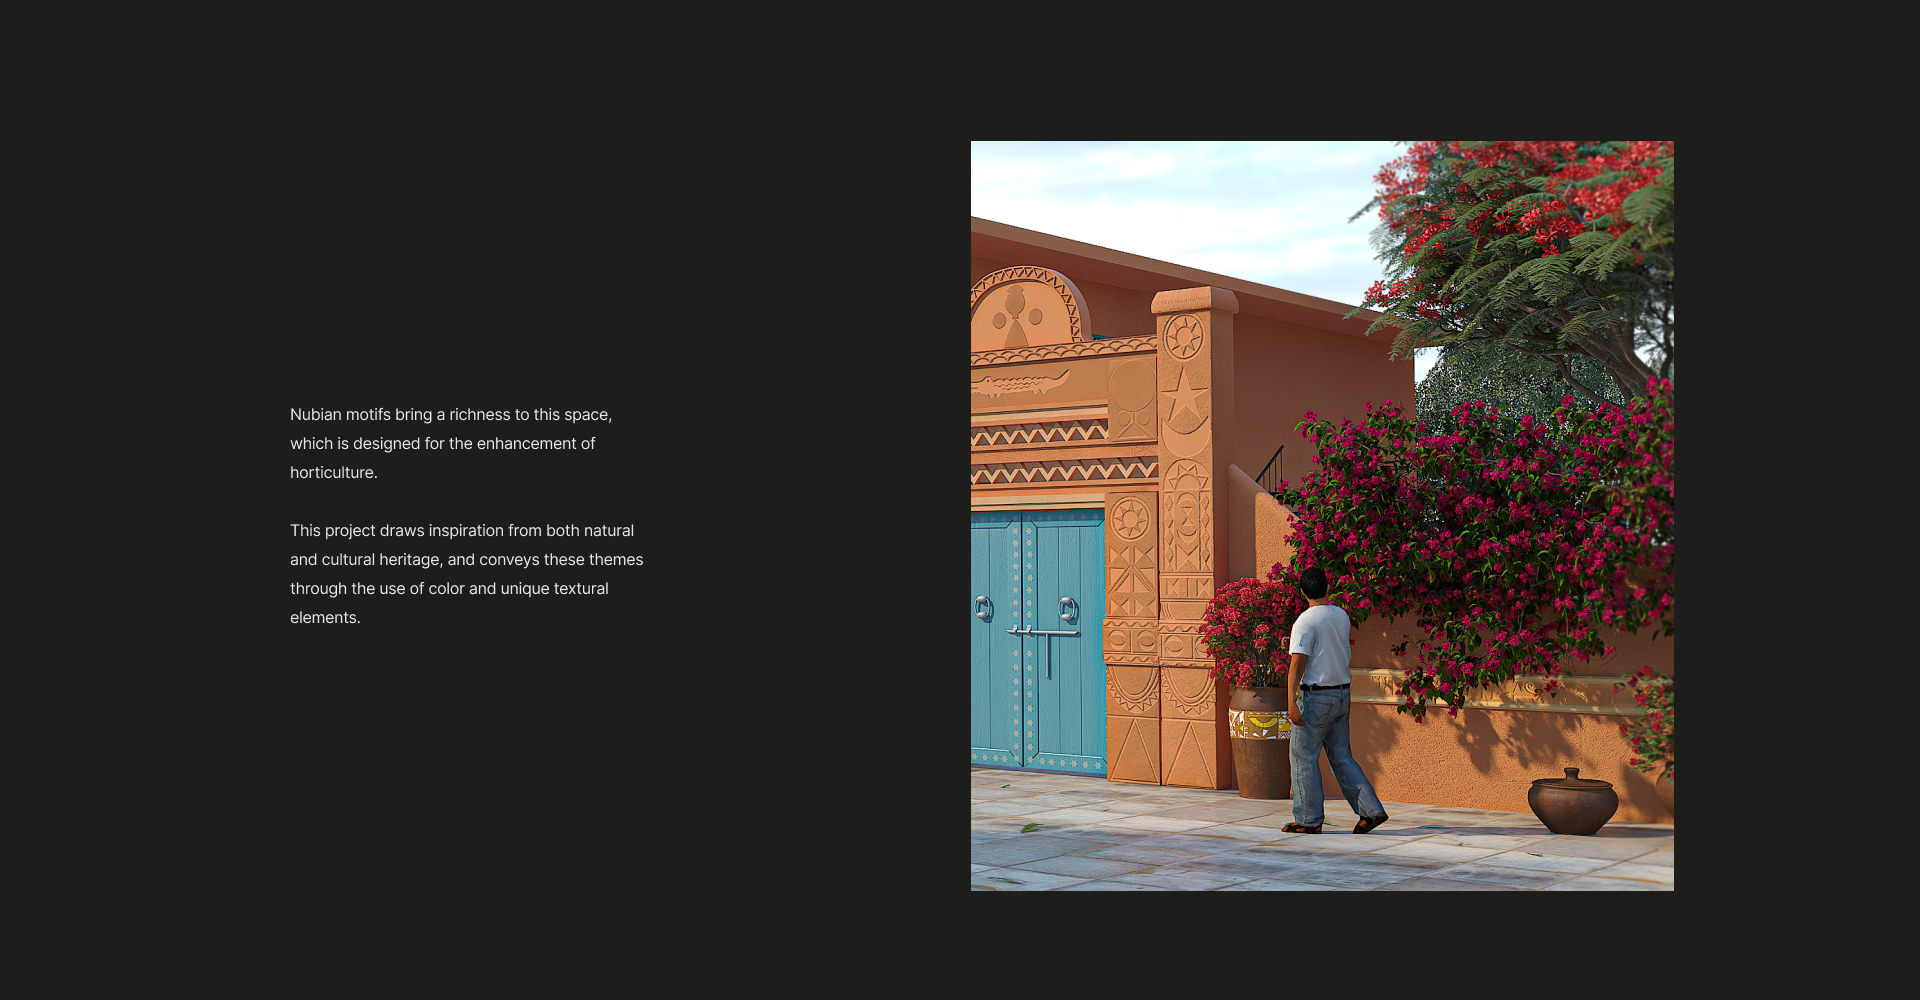 Nubian motifs bring a richness to this space,
which is designed for the enhancement of
horticulture.
This project draws inspiration from both natural
and cultural heritage, and conveys these themes
through the use of color and unique textural
elements.